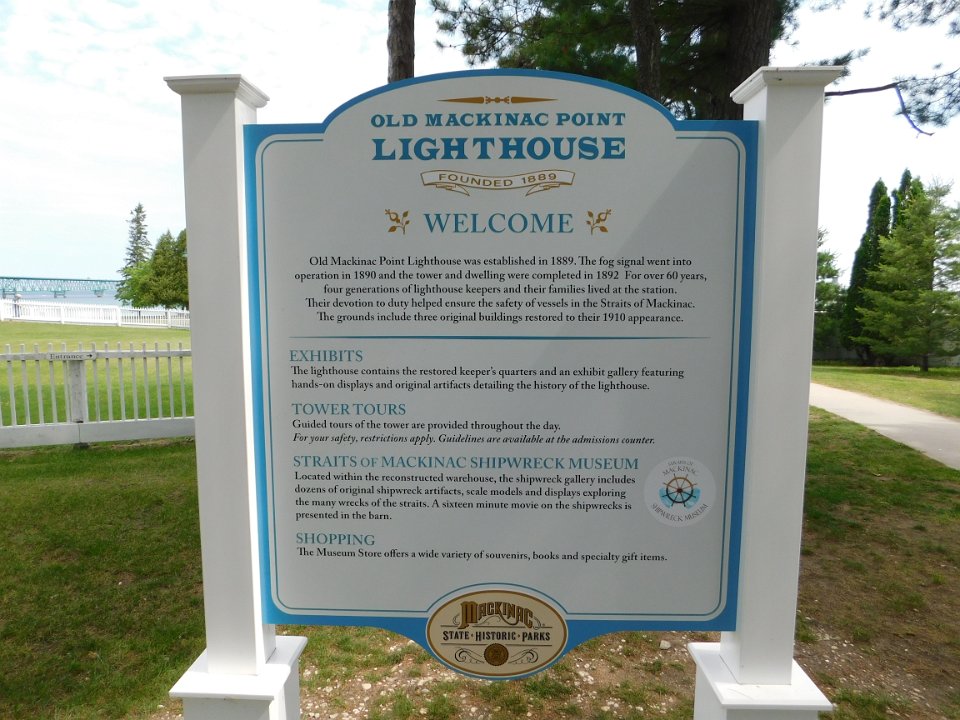 OLD MACKINAC POINT
LIGHTHOUSE
FOUNDED 1889
WELCOME
Old Mackinac Point Lighthouse was established in 1889. The fog signal went into
operation in 1890 and the tower and dwelling were completed in 1892 For over 60 years,
four generations of lighthouse keepers and their families lived at the station.
Their devotion to duty helped ensure the safety of vessels in the Straits of Mackinac.
The grounds include three original buildings restored to their 1910 appearance.
Entrance
EXHIBITS
The lighthouse contains the restored keeper's quarters and an exhibit gallery featuring
hands-on displays and original artifacts detailing the history of the lighthouse.
TOWER TOURS
Guided tours of the tower are provided throughout the day.
For your safety, restrictions apply. Guidelines are available at the admissions counter.
STRAITS OF MACKINAC SHIPWRECK MUSEUM
Located within the reconstructed warehouse, the shipwreck gallery includes
dozens of original shipwreck artifacts, scale models and displays exploring
the many wrecks of the straits. A sixteen minute movie on the shipwrecks is
presented in the barn.
STRAITS OF
MACKINAC
SHIPWRECK MUSEUM
SHOPPING
The Museum Store offers a wide variety of souvenirs, books and specialty gift items.
MACKINAC
STATE • HISTORIC • PARKS